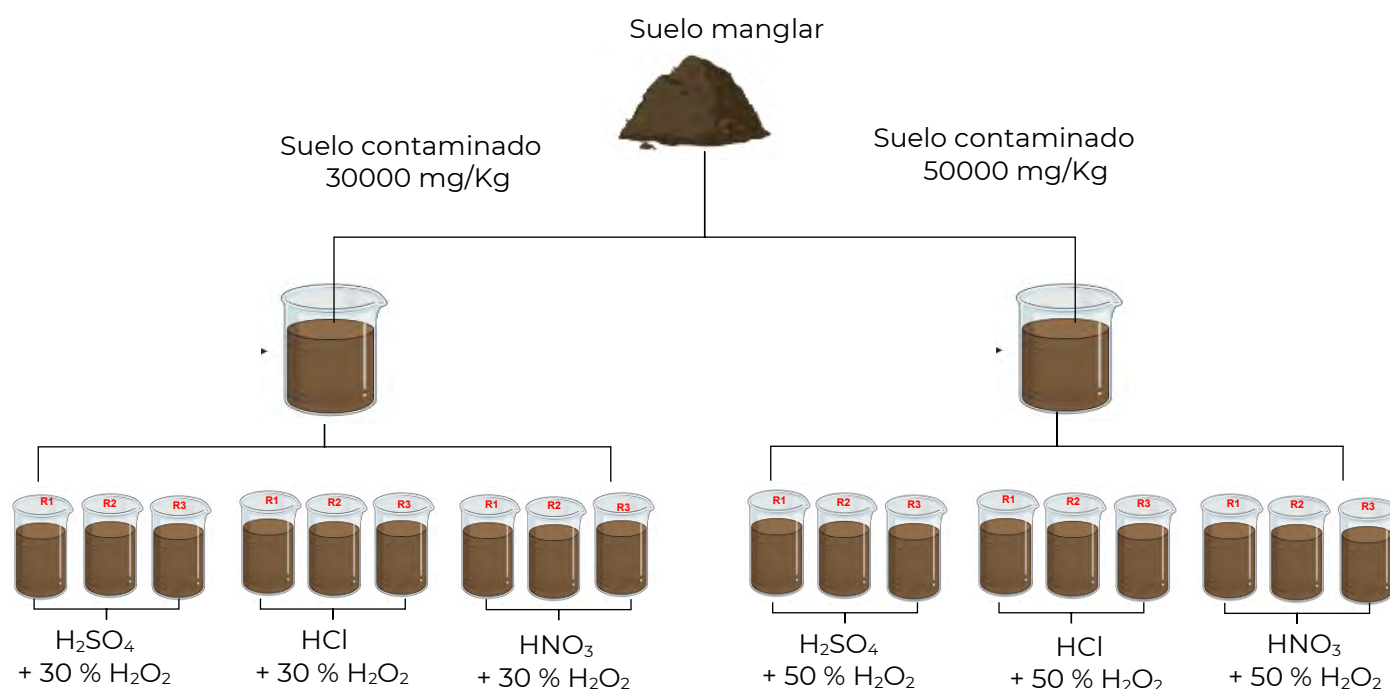 Suelo manglar
Suelo contaminado
30000 mg/Kg
Suelo contaminado
50000 mg/Kg
R1 R2 R3
R1 R2 R3
R1 R2 R3
R1 R2 R3
R1 R2 R3
R1 R2 R3
H₂SO₄
+ 30 % H₂O₂
HCl
+ 30 % H₂O₂
HNO₃
+ 30 % H₂O₂
H₂SO₄
+ 50 % H₂O₂
HCl
+ 50 % H₂O₂
HNO₃
+ 50 % H₂O₂